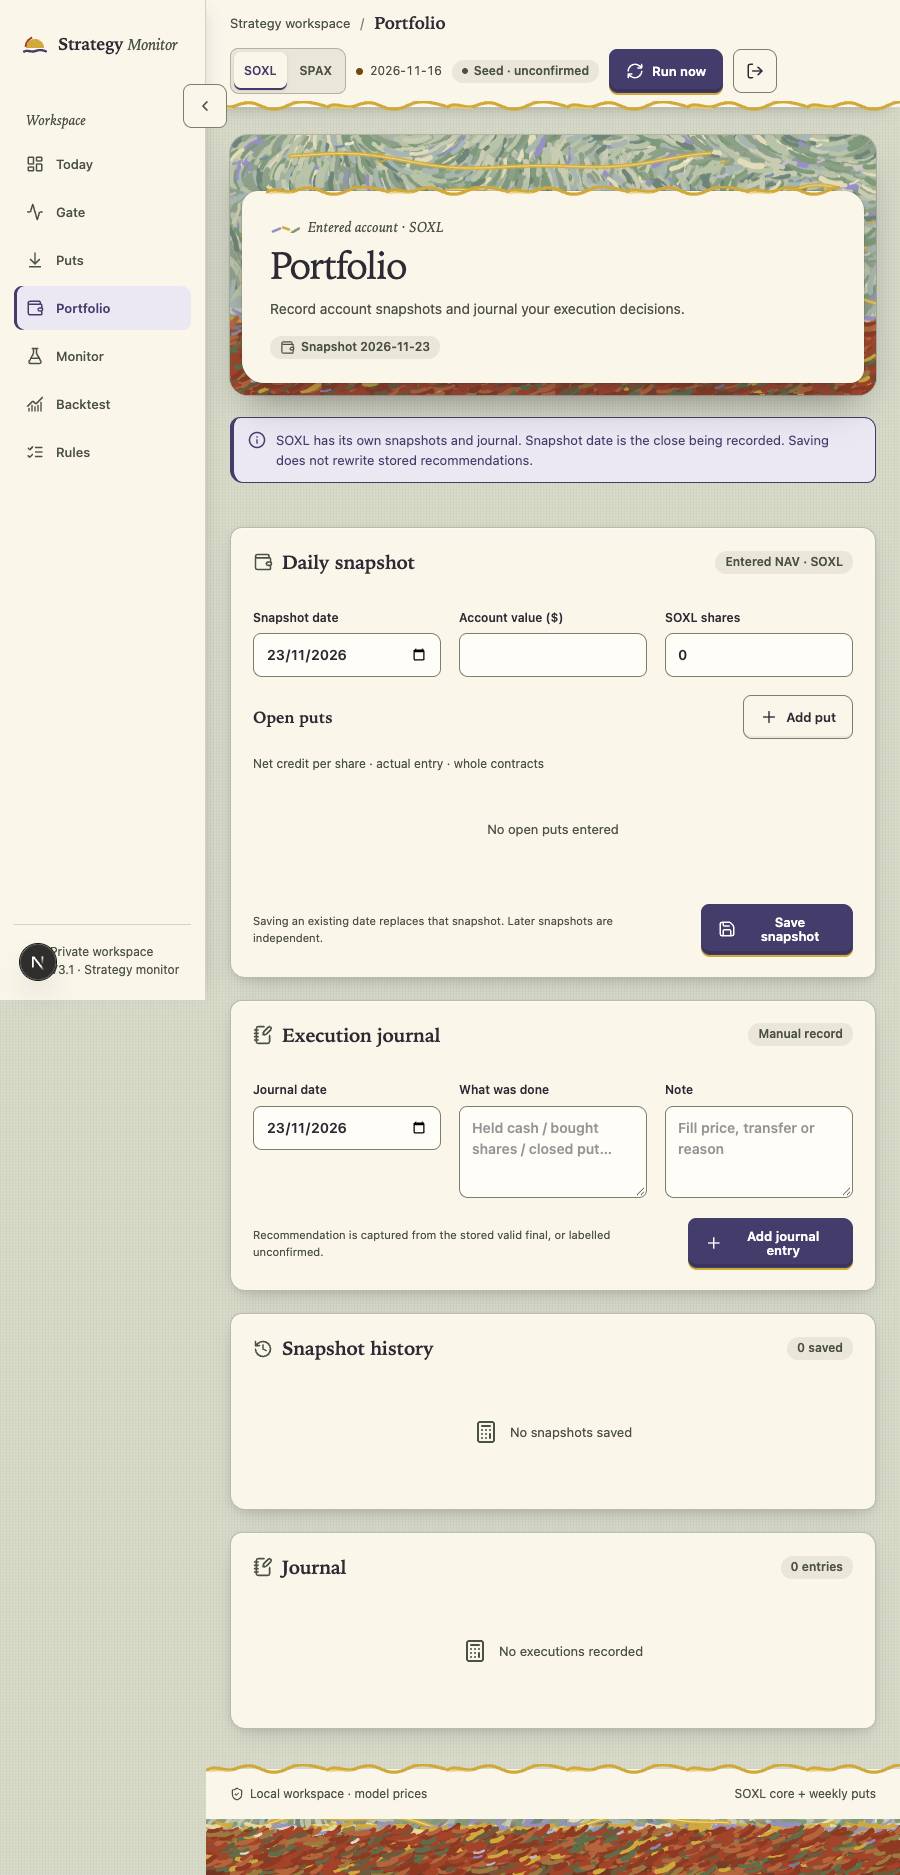 Strategy Monitor
Workspace
Today
Gate
Puts
Portfolio
Monitor
Backtest
Rules
Private workspace
V3.1 · Strategy monitor
Strategy workspace / Portfolio
SOXL SPAX 2026-11-16 Seed · unconfirmed Run now
Entered account · SOXL
Portfolio
Record account snapshots and journal your execution decisions.
Snapshot 2026-11-23
SOXL has its own snapshots and journal. Snapshot date is the close being recorded. Saving
does not rewrite stored recommendations.
Daily snapshot
Entered NAV · SOXL
Snapshot date Account value ($) SOXL shares
23/11/2026 0
Open puts
Add put
Net credit per share · actual entry · whole contracts
No open puts entered
Saving an existing date replaces that snapshot. Later snapshots are
independent.
Save
snapshot
Execution journal
Manual record
Journal date What was done Note
23/11/2026
Held cash / bought
shares / closed put...
Fill price, transfer or
reason
Recommendation is captured from the stored valid final, or labelled
unconfirmed.
Add journal
entry
Snapshot history
0 saved
No snapshots saved
Journal
0 entries
No executions recorded
Local workspace · model prices
SOXL core + weekly puts